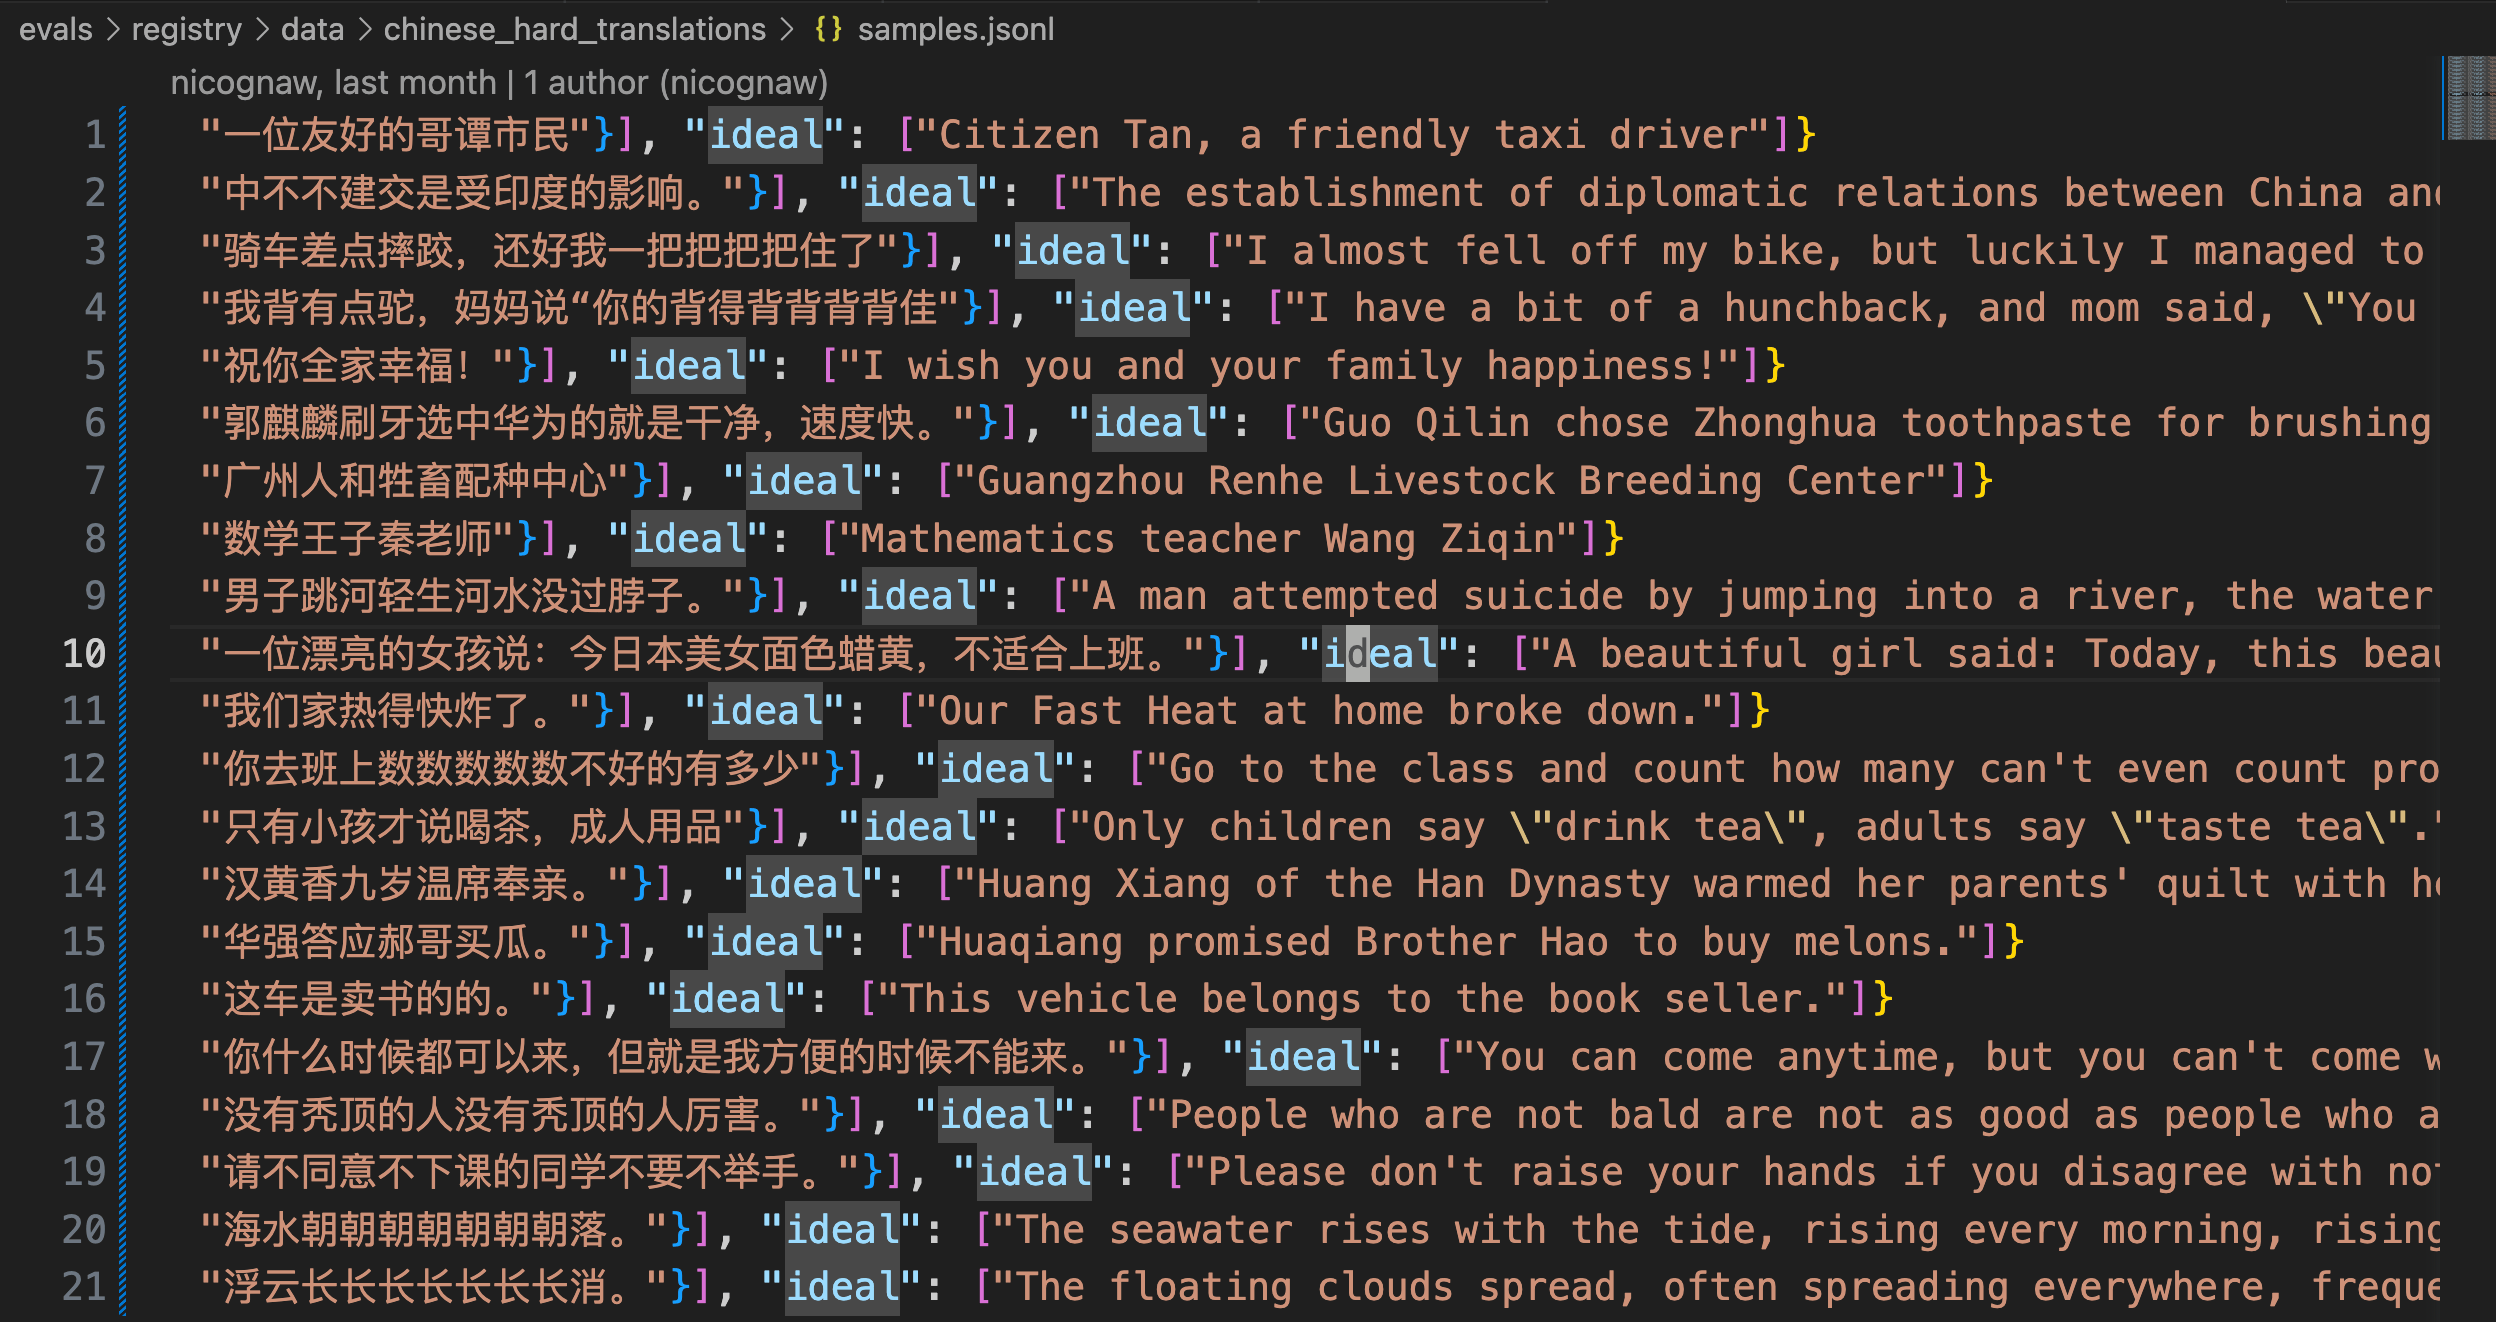 evals > registry > data > chinese_hard_translations > {} samples.jsonl
nicognaw, last month | 1 author (nicognaw)
1 "一位友好的哥谭市民"}], "ideal": ["Citizen Tan, a friendly taxi driver"]}
2 "中不不建交是受印度的影响。"}], "ideal": ["The establishment of diplomatic relations between China and
3 "骑车差点摔跤，还好我一把把把把住了"}], "ideal": ["I almost fell off my bike, but luckily I managed to
4 "我背有点驼，妈妈说“你的背得背背背背佳"}], "ideal": ["I have a bit of a hunchback, and mom said, \"You
5 "祝你全家幸福！"}], "ideal": ["I wish you and your family happiness!"]}
6 "郭麒麟刷牙选中华为的就是干净，速度快。"}], "ideal": ["Guo Qilin chose Zhonghua toothpaste for brushing
7 "广州人和牲畜配种中心"}], "ideal": ["Guangzhou Renhe Livestock Breeding Center"]}
8 "数学王子秦老师"}], "ideal": ["Mathematics teacher Wang Ziqin"]}
9 "男子跳河轻生河水没过脖子。"}], "ideal": ["A man attempted suicide by jumping into a river, the water
10 "一位漂亮的女孩说：今日本美女面色蜡黄，不适合上班。"}], "ideal": ["A beautiful girl said: Today, this beau
11 "我们家热得快炸了。"}], "ideal": ["Our Fast Heat at home broke down."]}
12 "你去班上数数数数数不好的有多少"}], "ideal": ["Go to the class and count how many can't even count pro
13 "只有小孩才说喝茶，成人用品"}], "ideal": ["Only children say \"drink tea\", adults say \"taste tea\"."
14 "汉黄香九岁温席奉亲。"}], "ideal": ["Huang Xiang of the Han Dynasty warmed her parents' quilt with he
15 "华强答应郝哥买瓜。"}], "ideal": ["Huaqiang promised Brother Hao to buy melons."]}
16 "这车是卖书的的。"}], "ideal": ["This vehicle belongs to the book seller."]}
17 "你什么时候都可以来，但就是我方便的时候不能来。"}], "ideal": ["You can come anytime, but you can't come w
18 "没有秃顶的人没有秃顶的人厉害。"}], "ideal": ["People who are not bald are not as good as people who a
19 "请不同意不下课的同学不要不举手。"}], "ideal": ["Please don't raise your hands if you disagree with not
20 "海水朝朝朝朝朝朝朝落。"}], "ideal": ["The seawater rises with the tide, rising every morning, rising
21 "浮云长长长长长长长消。"}], "ideal": ["The floating clouds spread, often spreading everywhere, freque